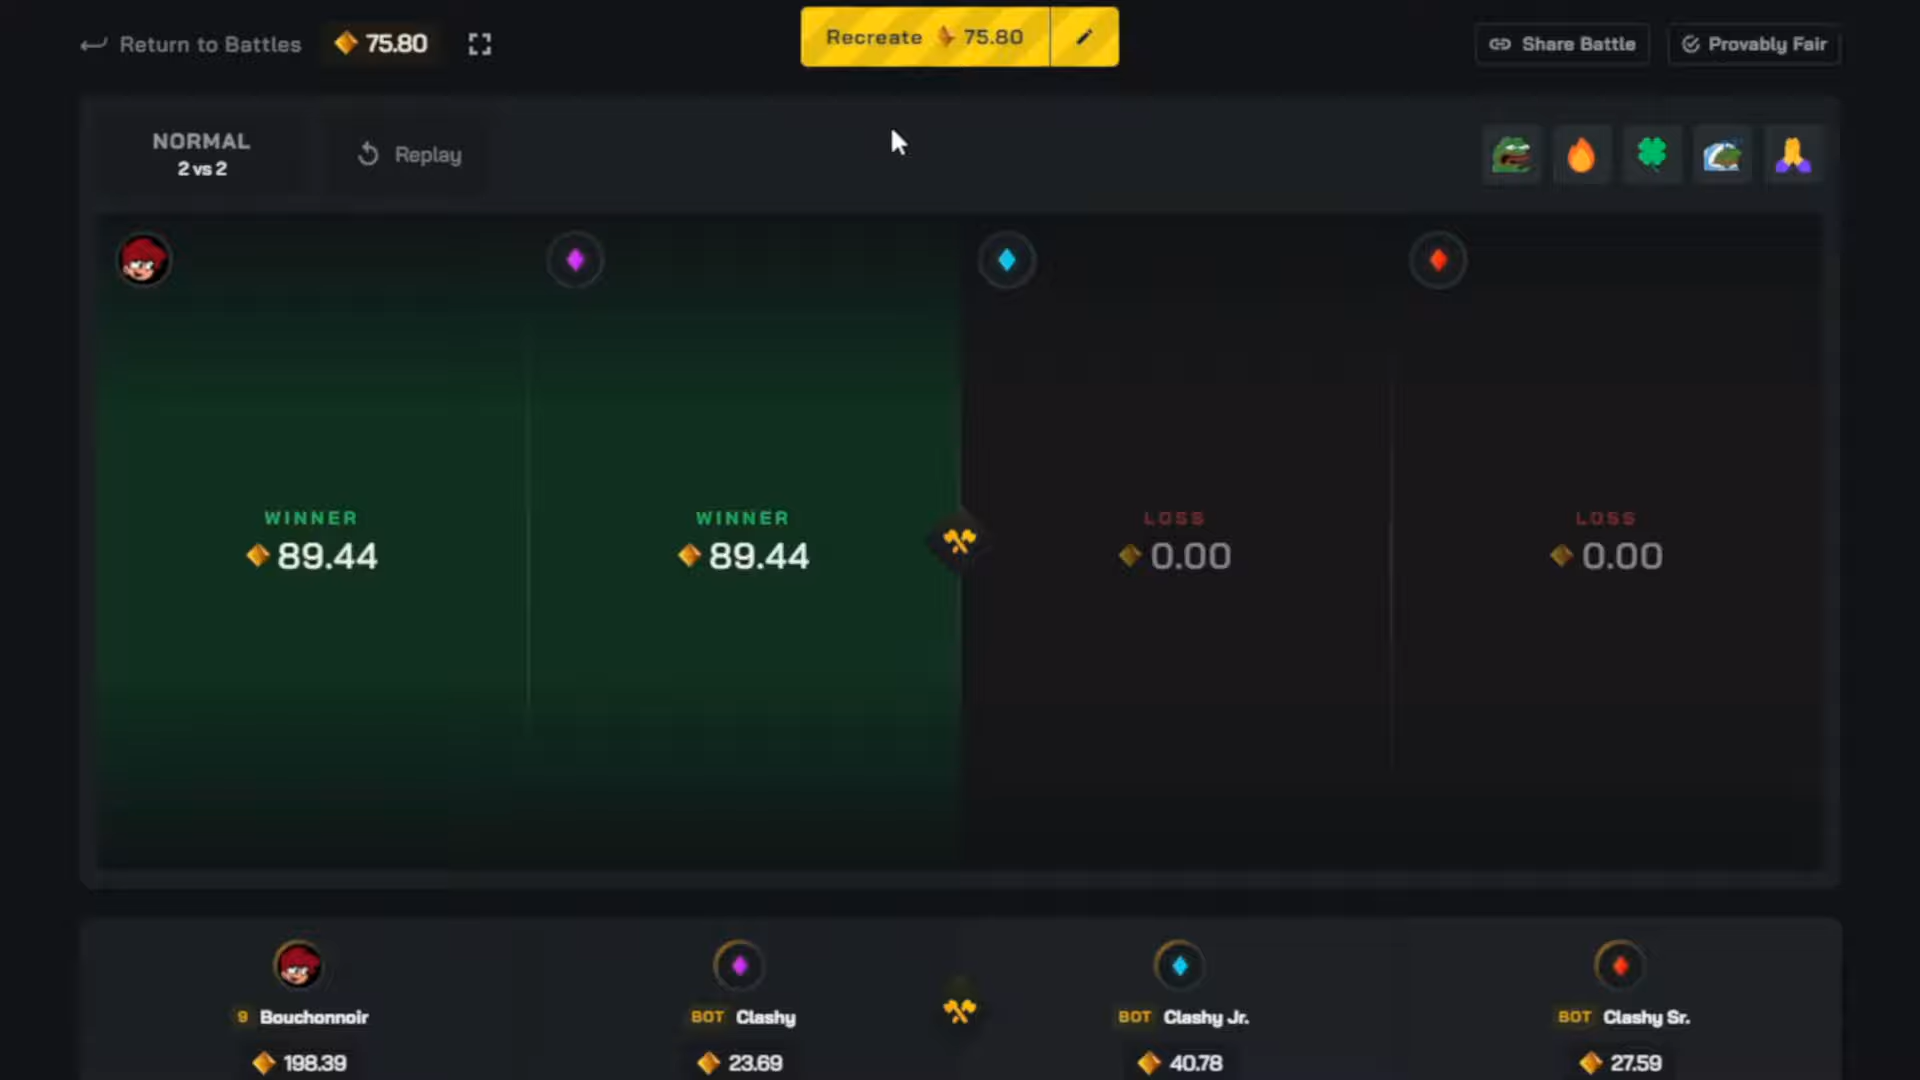 Return to Battles 75.80
Recreate 75.80
Share Battle
Provably Fair
NORMAL
2 vs 2
Replay
WINNER
89.44
WINNER
89.44
LOSS
0.00
LOSS
0.00
9 Bouchonnoir
198.39
BOT Clashy
23.69
BOT Clashy Jr.
40.78
BOT Clashy Sr.
27.59